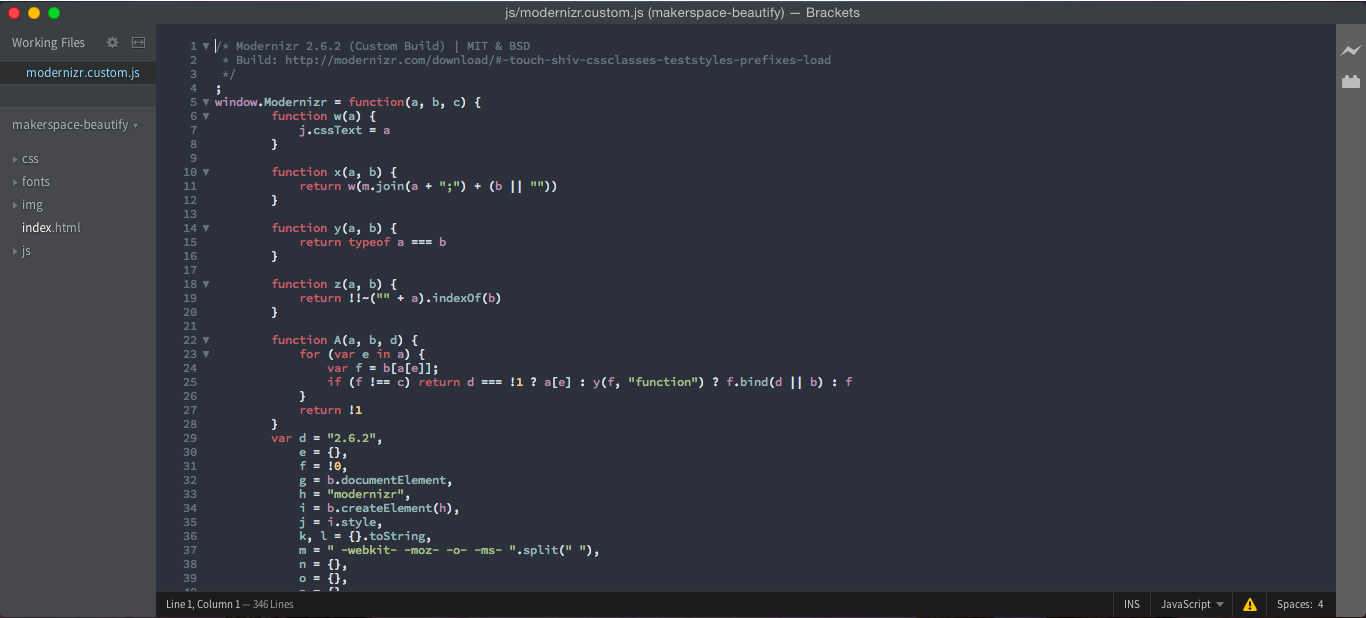 js/modernizr.custom.js (makerspace-beautify) — Brackets
Working Files
modernizr.custom.js
makerspace-beautify
css
fonts
img
index.html
js
1 /* Modernizr 2.6.2 (Custom Build) | MIT & BSD
2  * Build: http://modernizr.com/download/#-touch-shiv-cssclasses-teststyles-prefixes-load
3  */
4 ;
5 window.Modernizr = function(a, b, c) {
6         function w(a) {
7             j.cssText = a
8         }
9
10         function x(a, b) {
11             return w(m.join(a + ";") + (b || ""))
12         }
13
14         function y(a, b) {
15             return typeof a === b
16         }
17
18         function z(a, b) {
19             return !!~("" + a).indexOf(b)
20         }
21
22         function A(a, b, d) {
23             for (var e in a) {
24                 var f = b[a[e]];
25                 if (f !== c) return d === !1 ? a[e] : y(f, "function") ? f.bind(d || b) : f
26             }
27             return !1
28         }
29         var d = "2.6.2",
30             e = {},
31             f = !0,
32             g = b.documentElement,
33             h = "modernizr",
34             i = b.createElement(h),
35             j = i.style,
36             k, l = {}.toString,
37             m = " -webkit- -moz- -o- -ms- ".split(" "),
38             n = {},
39             o = {},
Line 1, Column 1 — 346 Lines
INS
JavaScript
Spaces: 4